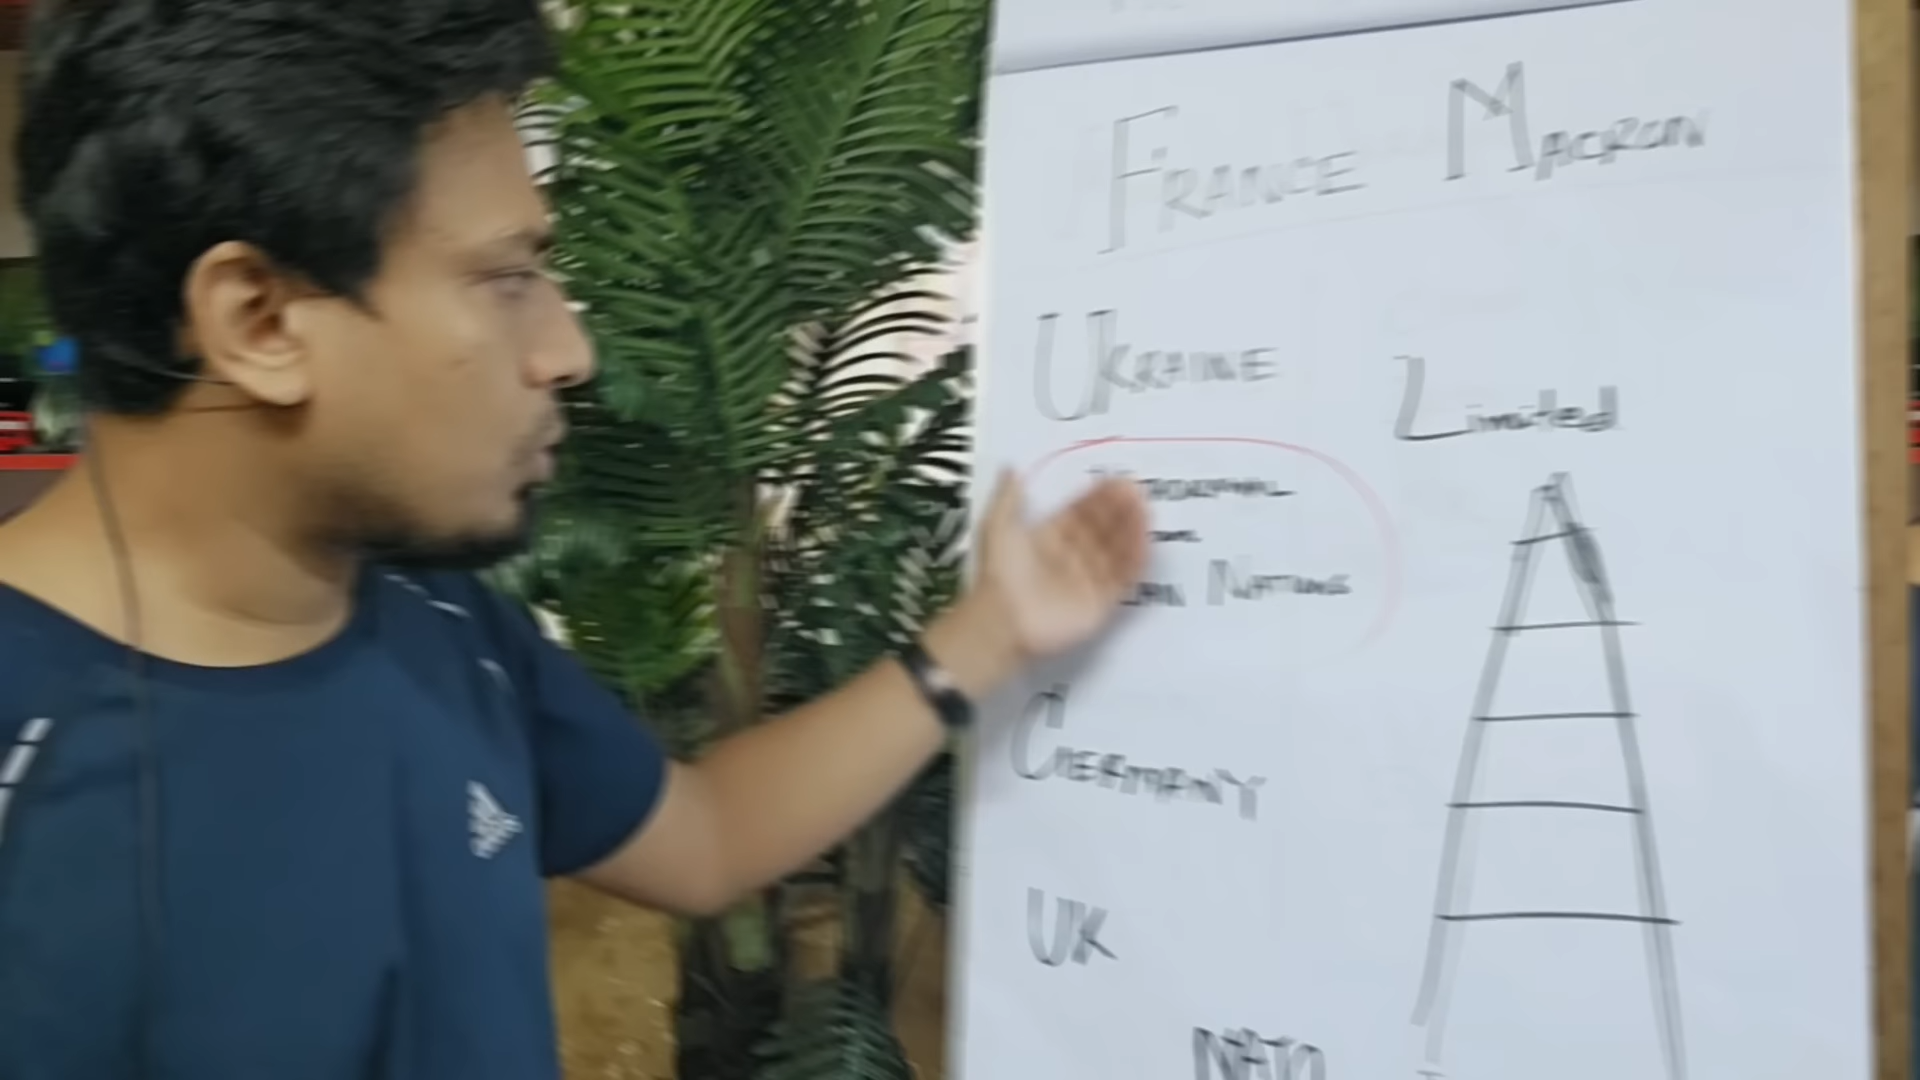 FRANCE MACRON
UKRAINE
Limited
GERMANY
UK
NATO